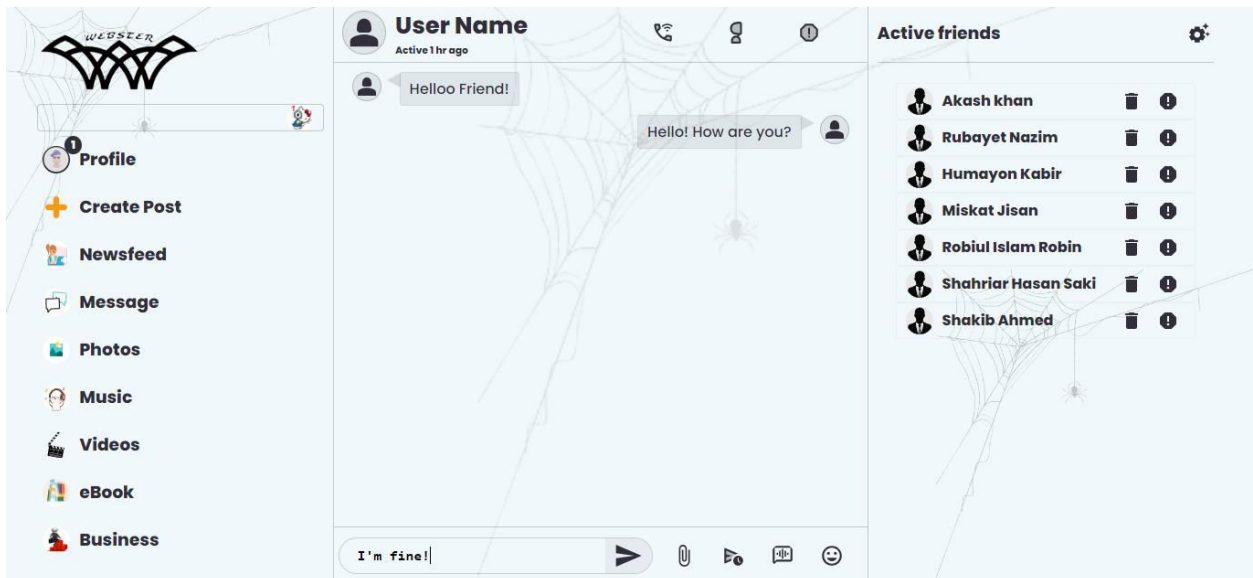 WEBSTER
1
Profile
Create Post
Newsfeed
Message
Photos
Music
Videos
eBook
Business
User Name
Active 1 hr ago
Helloo Friend!
Hello! How are you?
I'm fine!
Active friends
Akash khan
Rubayet Nazim
Humayon Kabir
Miskat Jisan
Robiul Islam Robin
Shahriar Hasan Saki
Shakib Ahmed